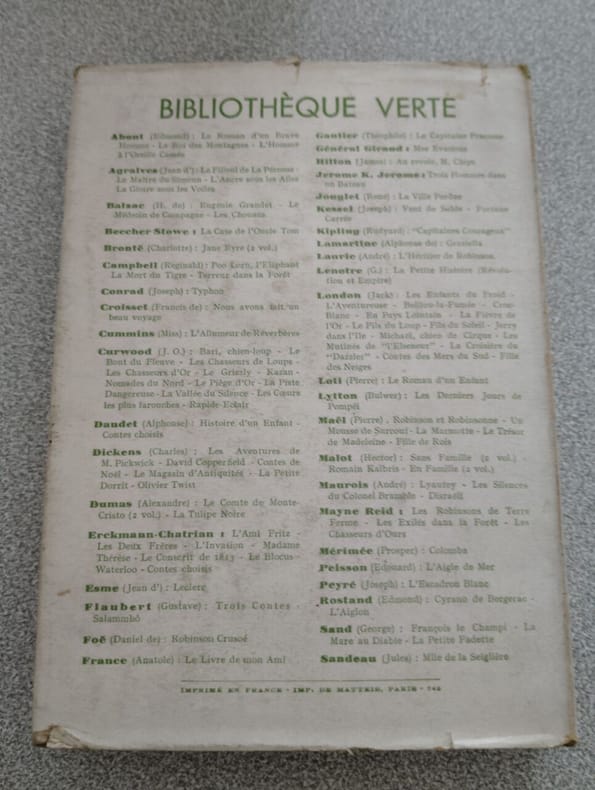 BIBLIOTHÈQUE VERTE
About (Edmond) : Le Roman d'un Brave
Homme - Le Roi des Montagnes - L'Homme
à l'Oreille Cassée
Agraives (Jean d') : La Filleul de La Pérouse -
Le Maître du Simoun - L'Aigre sous les Ailes
La Gloire sous les Voiles
Balzac (H. de) : Eugénie Grandet - Le
Médecin de Campagne - Les Chouans
Beecher Stowe : La Case de l'Oncle Tom
Brontë (Charlotte) : Jane Eyre (2 vol.)
Campbell (Reginald) : Poo Lorn, l'Eléphant
La Mort du Tigre - Terreur dans la Forêt
Conrad (Joseph) : Typhon
Croisset (Francis de) : Nous avons fait un
beau voyage
Cummins (Miss) : L'Allumeur de Réverbères
Curwood (J. O.) : Bari, chien-loup - Le
Bout du Fleuve - Les Chasseurs de Loups -
Les Chasseurs d'Or - Le Grizzly - Kazan -
Nomades du Nord - Le Piège d'Or - La Piste
Dangereuse - La Vallée du Silence - Les Cœurs
les plus farouches - Rapide-Eclair
Daudet (Alphonse) : Histoire d'un Enfant -
Contes choisis
Dickens (Charles) : Les Aventures de
M. Pickwick - David Copperfield - Contes de
Noël - Le Magasin d'Antiquités - La Petite
Dorrit - Olivier Twist
Dumas (Alexandre) : Le Comte de Monte-
Cristo (2 vol.) - La Tulipe Noire
Erckmann-Chatrian : L'Ami Fritz -
Les Deux Frères - L'Invasion - Madame
Thérèse - Le Conscrit de 1813 - Le Blocus -
Waterloo - Contes choisis
Esme (Jean d') : Leclerc
Flaubert (Gustave) : Trois Contes -
Salammbô
Foë (Daniel de) : Robinson Crusoé
France (Anatole) : Le Livre de mon Ami
Gautier (Théophile) : Le Capitaine Fracasse
Général Giraud : Mes Evasions
Hilton (James) : Au revoir, M. Chips
Jerome K. Jerome : Trois Hommes dans
un Bateau
Jouglet (René) : La Ville Perdue
Kessel (Joseph) : Vent de Sable - Fortune
Carrée
Kipling (Rudyard) : "Capitaines Courageux"
Lamartine (Alphonse de) : Graziella
Laurie (André) : L'Héritier de Robinson
Lenotre (G.) : La Petite Histoire (Révolu-
tion et Empire)
London (Jack) : Les Enfants du Froid -
L'Aventureuse - Belliou-la-Fumée - Croc-
Blanc - En Pays Lointain - La Fièvre de
l'Or - Le Fils du Loup - Fils du Soleil - Jerry
dans l'île - Michaël, chien de Cirque - Les
Mutinés de "l'Elseneur" - La Croisière du
"Dazzler" - Contes des Mers du Sud - Fille
des Neiges
Loti (Pierre) : Le Roman d'un Enfant
Lytton (Bulwer) : Les Derniers Jours de
Pompéi
Maël (Pierre) . Robinson et Robinsonne - Un
Mousse de Surcouf - La Marmotte - Le Trésor
de Madeleine - Fille de Rois
Malot (Hector) : Sans Famille (2 vol.) -
Romain Kalbris - En Famille (2 vol.)
Maurois (André) : Lyautey - Les Silences
du Colonel Bramble - Disraëli
Mayne Reid : Les Robinsons de Terre
Ferme - Les Exilés dans la Forêt - Les
Chasseurs d'Ours
Mérimée (Prosper) : Colomba
Peisson (Edouard) : L'Aigle de Mer
Peyré (Joseph) : L'Escadron Blanc
Rostand (Edmond) : Cyrano de Bergerac -
L'Aiglon
Sand (George) : François le Champi - La
Mare au Diable - La Petite Fadette
Sandeau (Jules) : Mlle de la Seiglière
IMPRIMÉ EN FRANCE - IMP. DE MATTEIS, PARIS -